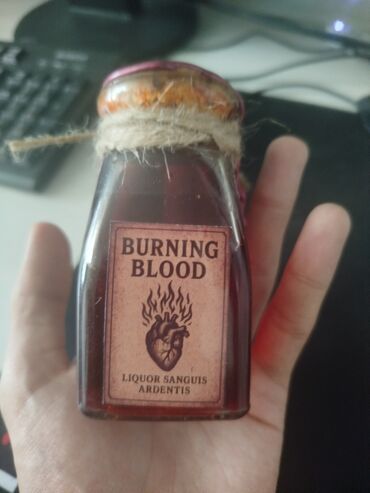 BURNING
BLOOD
LIQUOR SANGUIS
ARDENTIS